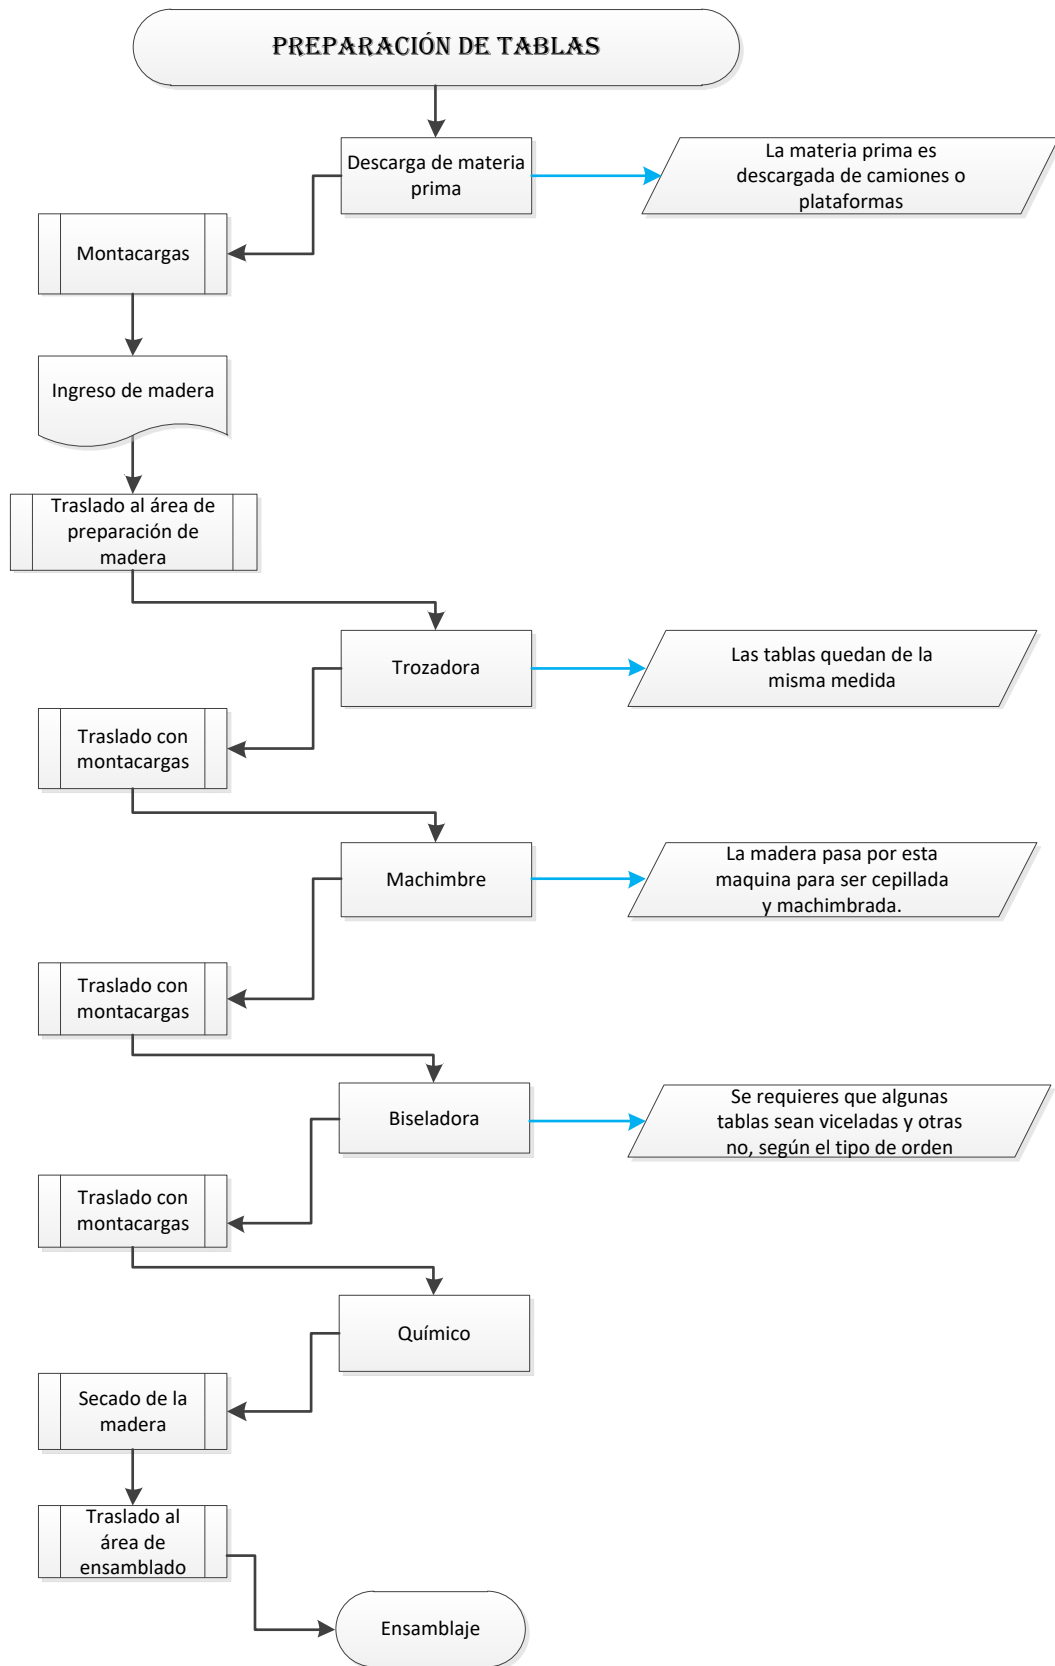 PREPARACIÓN DE TABLAS
Descarga de materia
prima
La materia prima es
descargada de camiones o
plataformas
Montacargas
Ingreso de madera
Traslado al área de
preparación de
madera
Trozadora
Las tablas quedan de la
misma medida
Traslado con
montacargas
Machimbre
La madera pasa por esta
maquina para ser cepillada
y machimbrada.
Traslado con
montacargas
Biseladora
Se requieres que algunas
tablas sean viceladas y otras
no, según el tipo de orden
Traslado con
montacargas
Químico
Secado de la
madera
Traslado al
área de
ensamblado
Ensamblaje